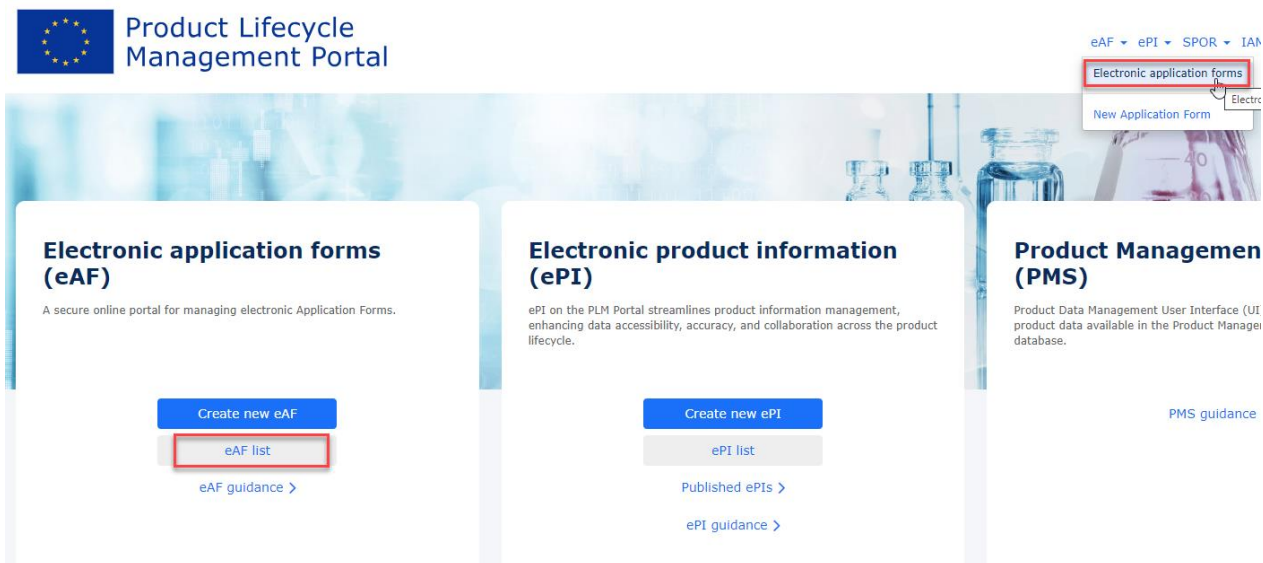 Product Lifecycle
Management Portal
eAF ePI SPOR
Electronic application forms
New Application Form
40
Electronic application forms
(eAF)
A secure online portal for managing electronic Application Forms.
Create new eAF
eAF list
eAF guidance
Electronic product information
(ePI)
ePI on the PLM Portal streamlines product information management,
enhancing data accessibility, accuracy, and collaboration across the product
lifecycle.
Create new ePI
ePI list
Published ePIs
ePI guidance
Product
(PMS)
Product Data Management User Interface (UI
product data available in the Product
database.
PMS guidance